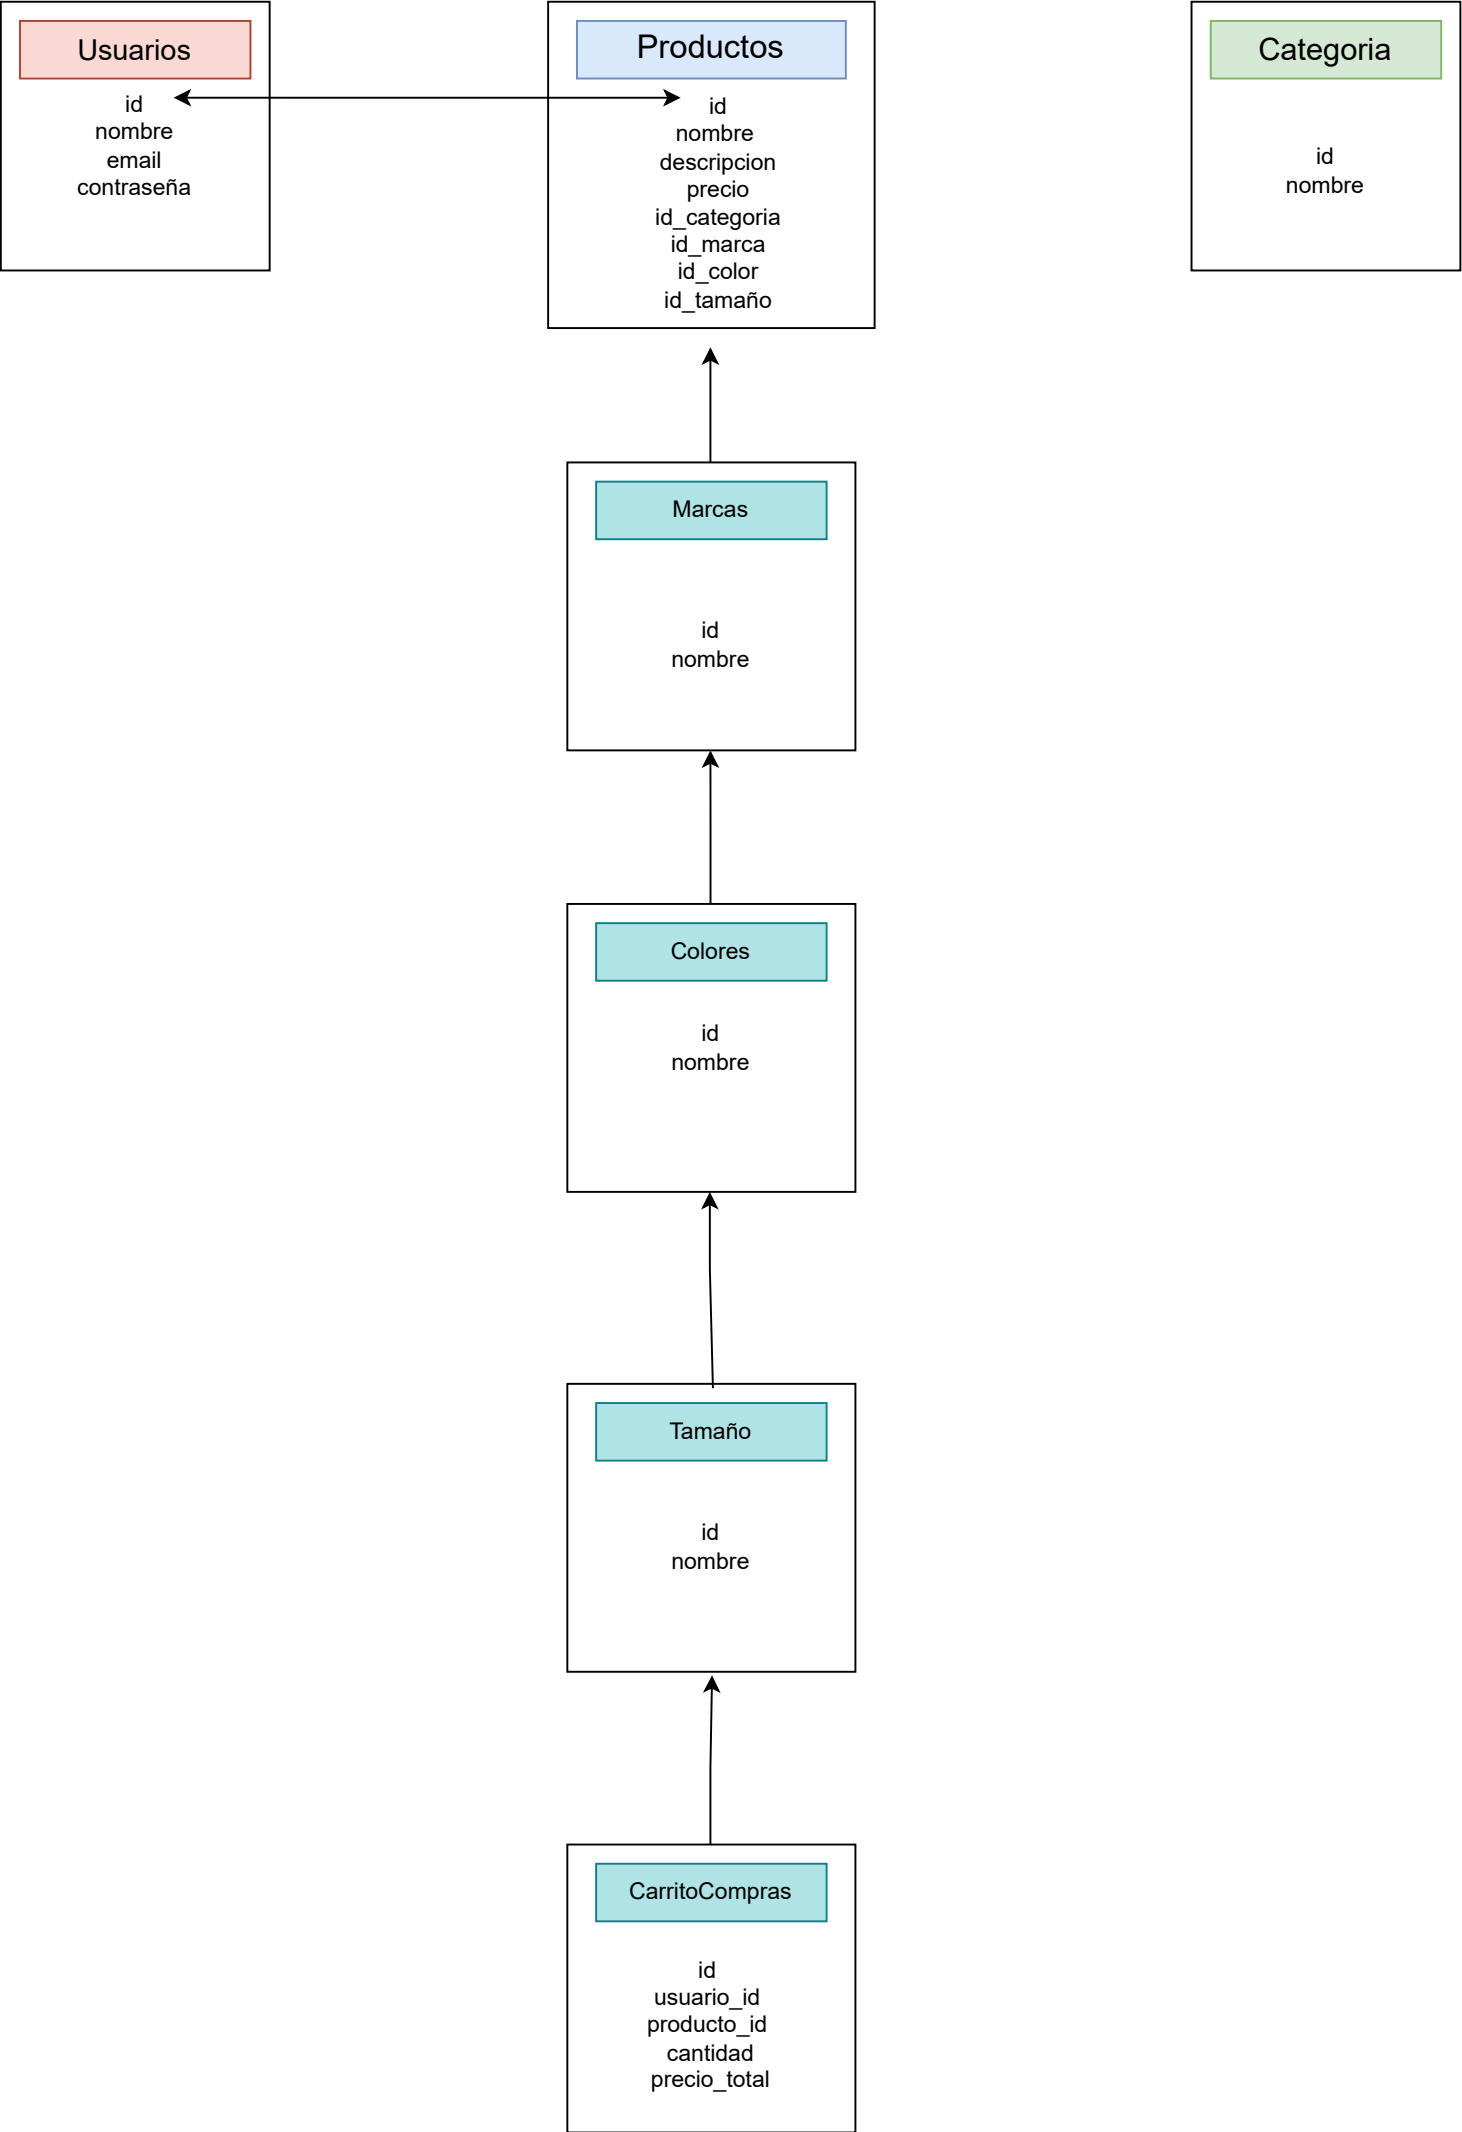 Usuarios
id
nombre
email
contraseña
Productos
id
nombre
descripcion
precio
id_categoria
id_marca
id_color
id_tamaño
Categoria
id
nombre
Marcas
id
nombre
Colores
id
nombre
Tamaño
id
nombre
CarritoCompras
id
usuario_id
producto_id
cantidad
precio_total